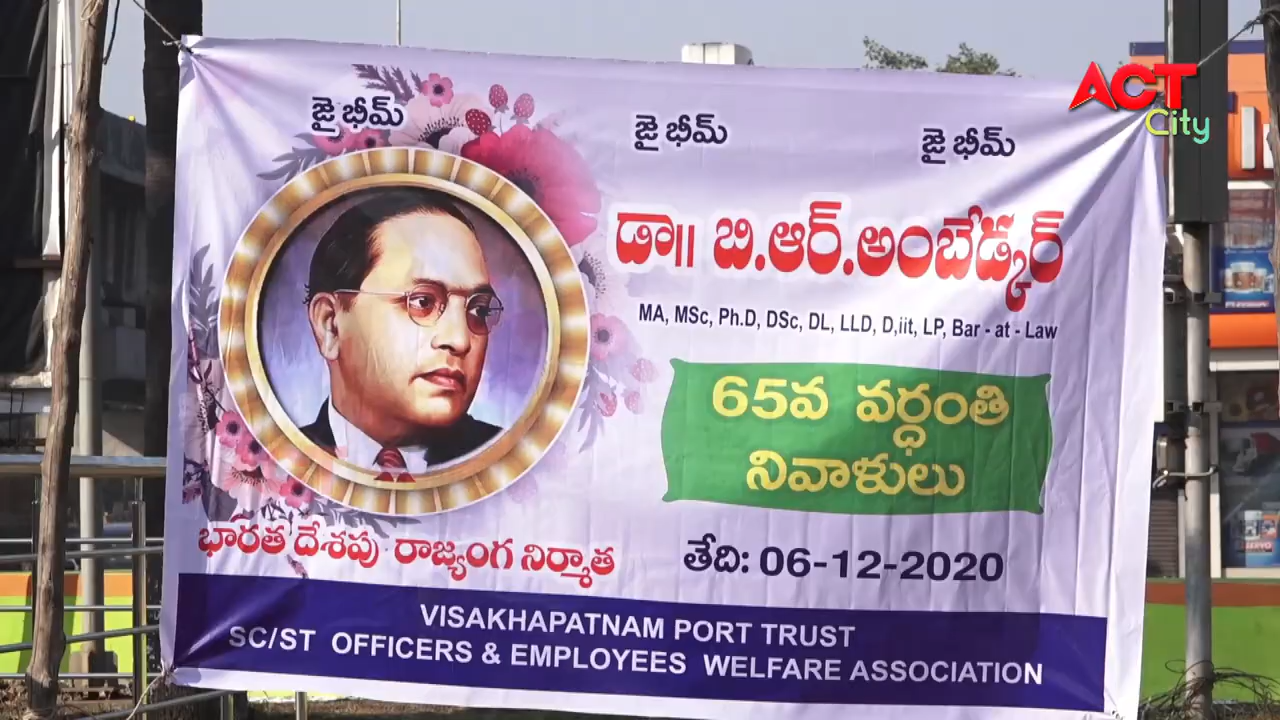 ACT
City
జై భీమ్ జై భీమ్ జై భీమ్
డా॥ బి.ఆర్.అంబేడ్కర్
MA, MSc, Ph.D, DSc, DL, LLD, D,iit, LP, Bar - at - Law
65వ వర్ధంతి
నివాళులు
భారత దేశపు రాజ్యంగ నిర్మాత
తేది: 06-12-2020
VISAKHAPATNAM PORT TRUST
SC/ST OFFICERS & EMPLOYEES WELFARE ASSOCIATION
SERVO